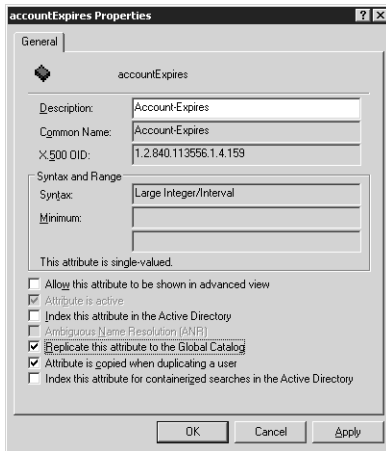 accountExpires Properties
General
accountExpires
Description: Account-Expires
Common Name: Account-Expires
X.500 OID: 1.2.840.113556.1.4.159
Syntax and Range
Syntax: Large Integer/Interval
Minimum:
This attribute is single-valued.
Allow this attribute to be shown in advanced view
Attribute is active
Index this attribute in the Active Directory
Ambiguous Name Resolution (ANR)
Replicate this attribute to the Global Catalog
Attribute is copied when duplicating a user
Index this attribute for containerized searches in the Active Directory
OK Cancel Apply